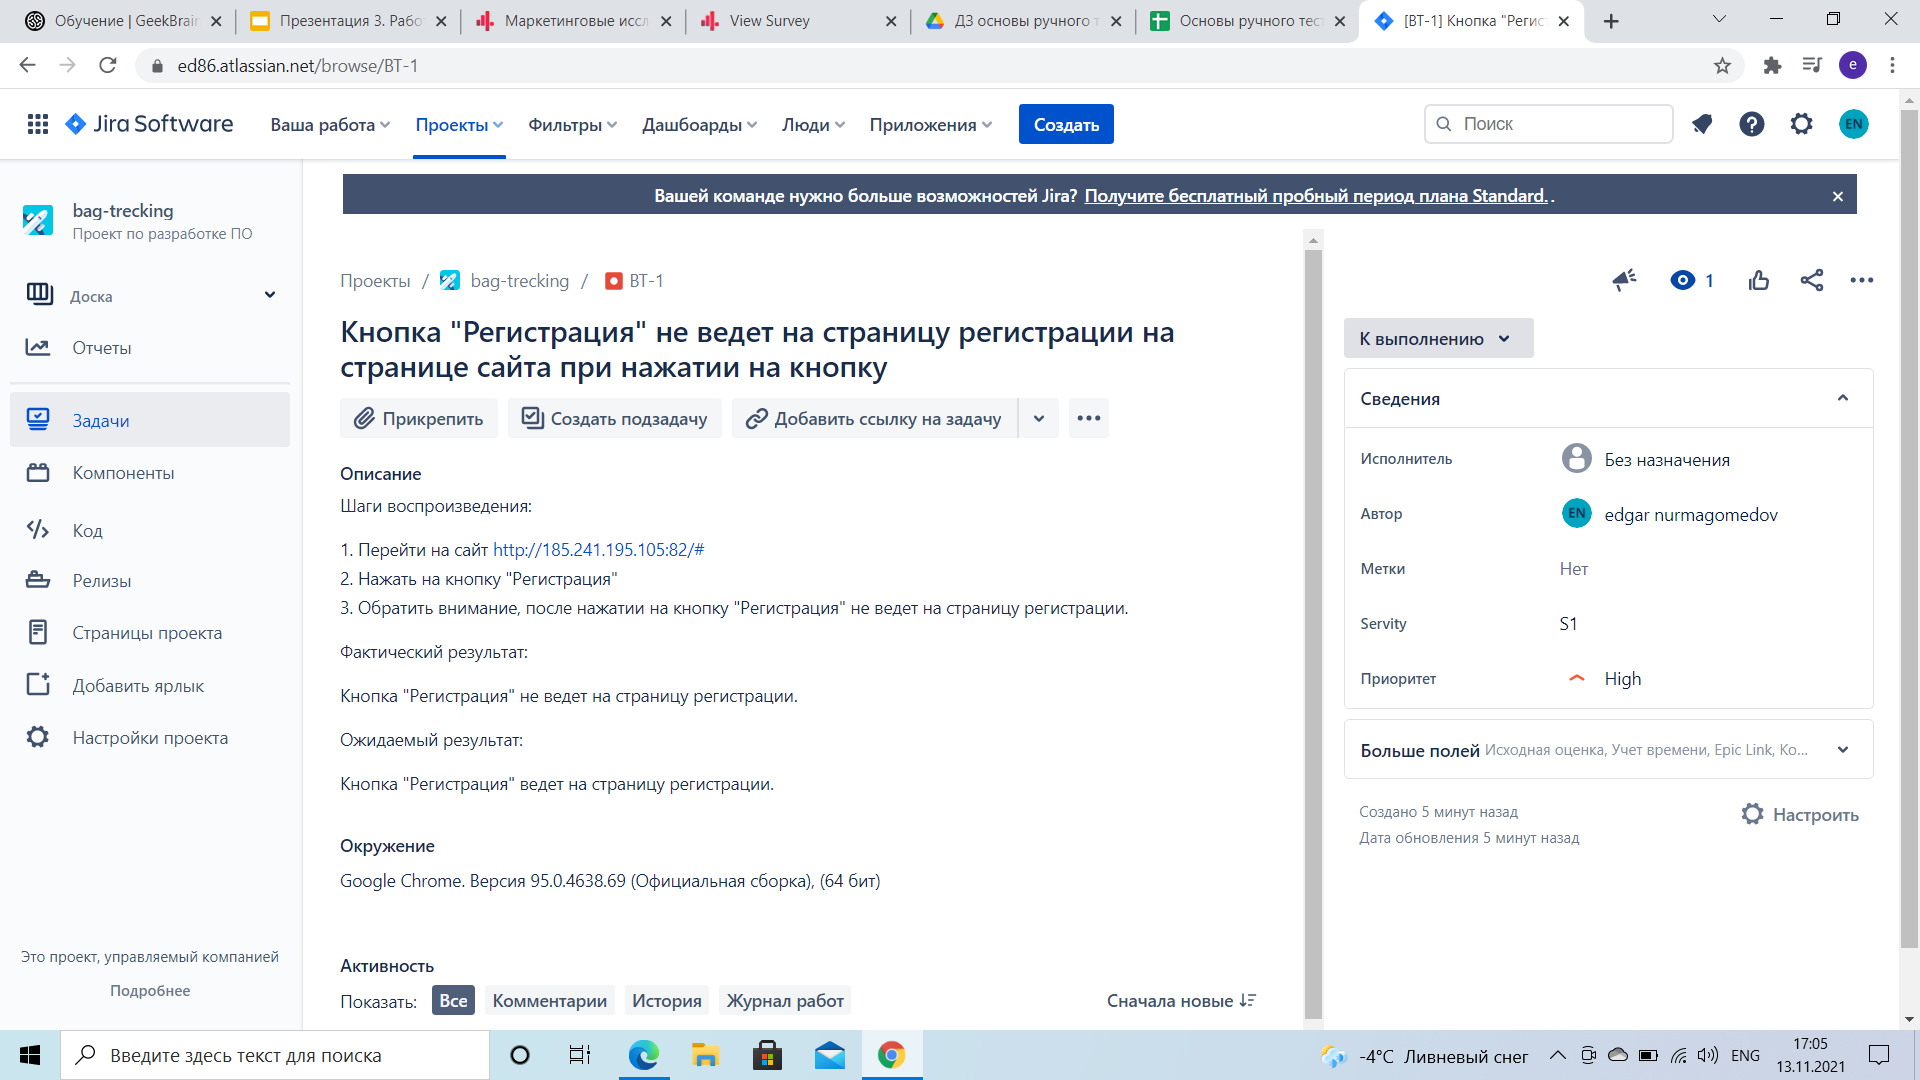 Обучение | GeekBrain
Презентация 3. Рабо
Маркетинговые иссл
View Survey
ДЗ основы ручного т
Основы ручного тест
[BT-1] Кнопка "Регис
ed86.atlassian.net/browse/BT-1
e
Jira Software
Ваша работа
Проекты
Фильтры
Дашборды
Люди
Приложения
Создать
Поиск
EN
Вашей команде нужно больше возможностей Jira? Получите бесплатный пробный период плана Standard. .
bag-trecking
Проект по разработке ПО
Доска
Отчеты
Задачи
Компоненты
Код
Релизы
Страницы проекта
Добавить ярлык
Настройки проекта
Это проект, управляемый компанией
Подробнее
Проекты / bag-trecking / BT-1
1
Кнопка "Регистрация" не ведет на страницу регистрации на
странице сайта при нажатии на кнопку
Прикрепить
Создать подзадачу
Добавить ссылку на задачу
Описание
Шаги воспроизведения:
1. Перейти на сайт http://185.241.195.105:82/#
2. Нажать на кнопку "Регистрация"
3. Обратить внимание, после нажатии на кнопку "Регистрация" не ведет на страницу регистрации.
Фактический результат:
Кнопка "Регистрация" не ведет на страницу регистрации.
Ожидаемый результат:
Кнопка "Регистрация" ведет на страницу регистрации.
Окружение
Google Chrome. Версия 95.0.4638.69 (Официальная сборка), (64 бит)
Активность
Показать: Все Комментарии История Журнал работ
Сначала новые
К выполнению
Сведения
Исполнитель Без назначения
Автор EN edgar nurmagomedov
Метки Нет
Servity S1
Приоритет High
Больше полей Исходная оценка, Учет времени, Epic Link, Ко...
Создано 5 минут назад
Дата обновления 5 минут назад
Настроить
Введите здесь текст для поиска
-4°C Ливневый снег
ENG
17:05
13.11.2021